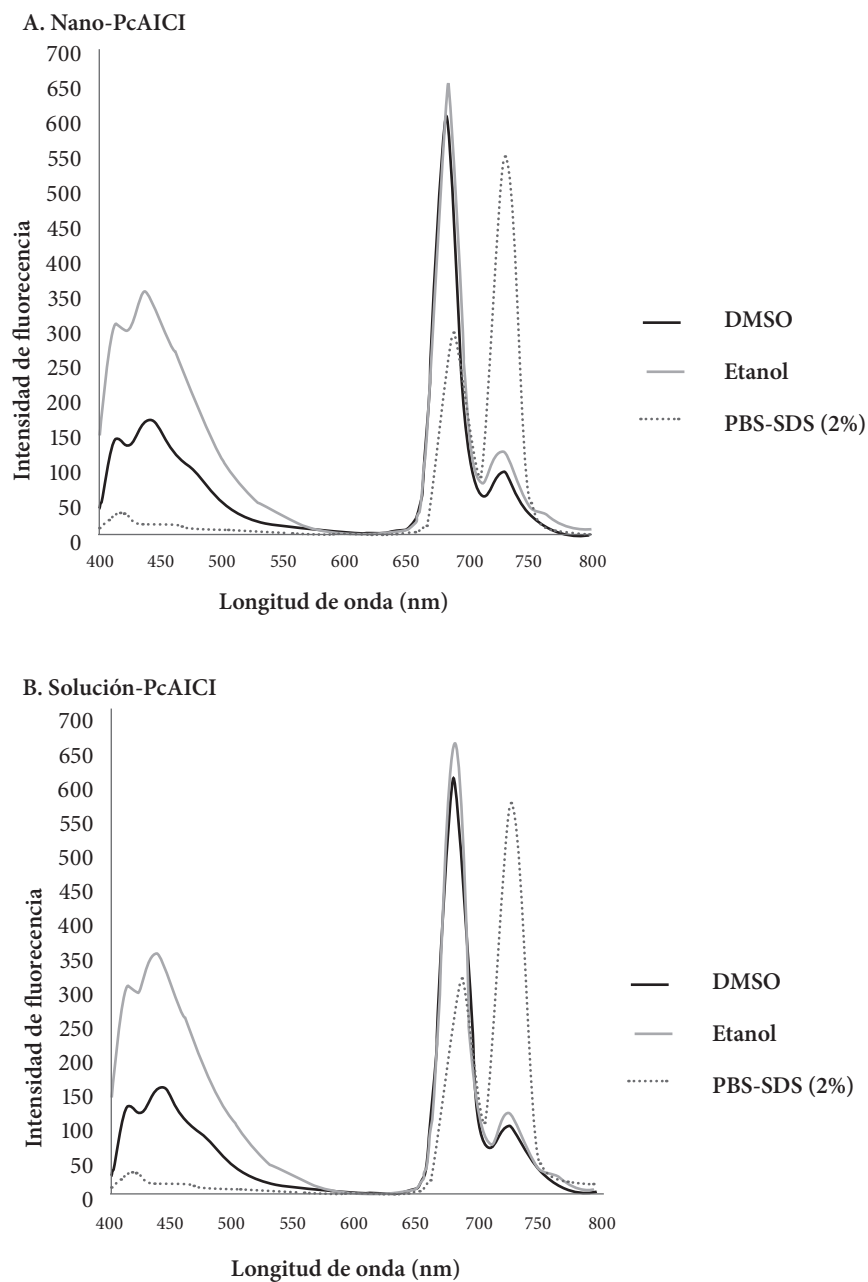 A. Nano-PcAICI
700
650
600
550
500
450
400
350
300
250
200
150
100
50
0
Intensidad de fluorecencia
400 450 500 550 600 650 700 750 800
Longitud de onda (nm)
DMSO
Etanol
PBS-SDS (2%)
B. Solución-PcAICI
700
650
600
550
500
450
400
350
300
250
200
150
100
50
0
Intensidad de fluorecencia
400 450 500 550 600 650 700 750 800
Longitud de onda (nm)
DMSO
Etanol
PBS-SDS (2%)